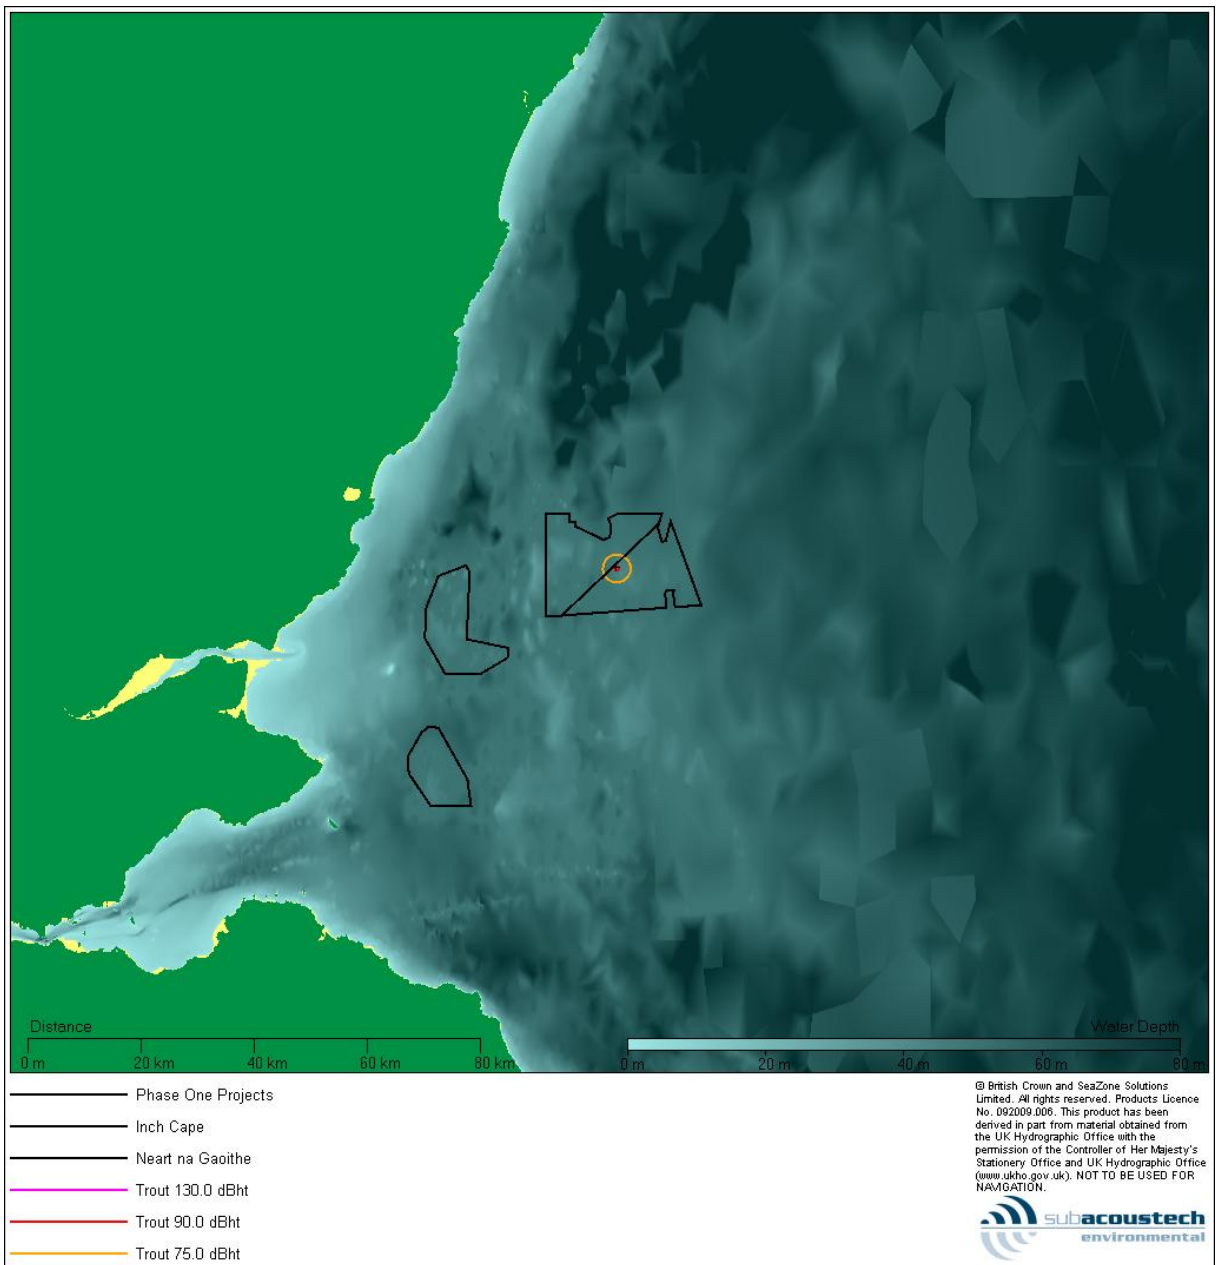 Distance
0 m 20 km 40 km 60 km 80 km
Water Depth
0 m 20 m 40 m 60 m 80 m
Phase One Projects
Inch Cape
Neart na Gaoithe
Trout 130.0 dBht
Trout 90.0 dBht
Trout 75.0 dBht
© British Crown and SeaZone Solutions
Limited. All rights reserved. Products Licence
No. 092009.006. This product has been
derived in part from material obtained from
the UK Hydrographic Office with the
permission of the Controller of Her Majesty's
Stationery Office and UK Hydrographic Office
(www.ukho.gov.uk). NOT TO BE USED FOR
NAVIGATION.
subacoustech
environmental